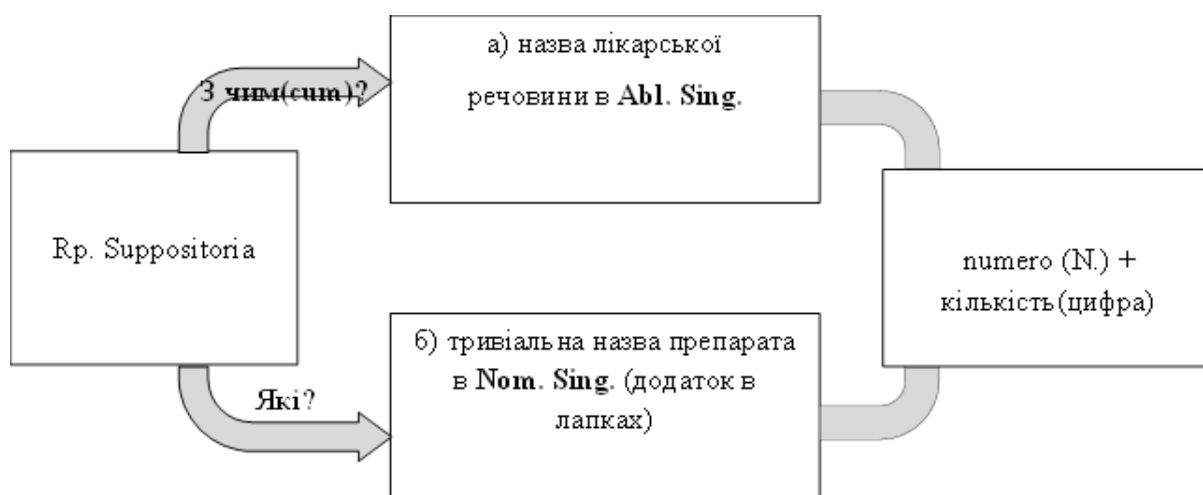 а) назва лікарської
речовини в Abl. Sing.
З чим(cum)?
Rp. Suppositoria
numero (N.) +
кількість(цифра)
Які?
б) тривіальна назва препарата
в Nom. Sing. (додаток в
лапках)